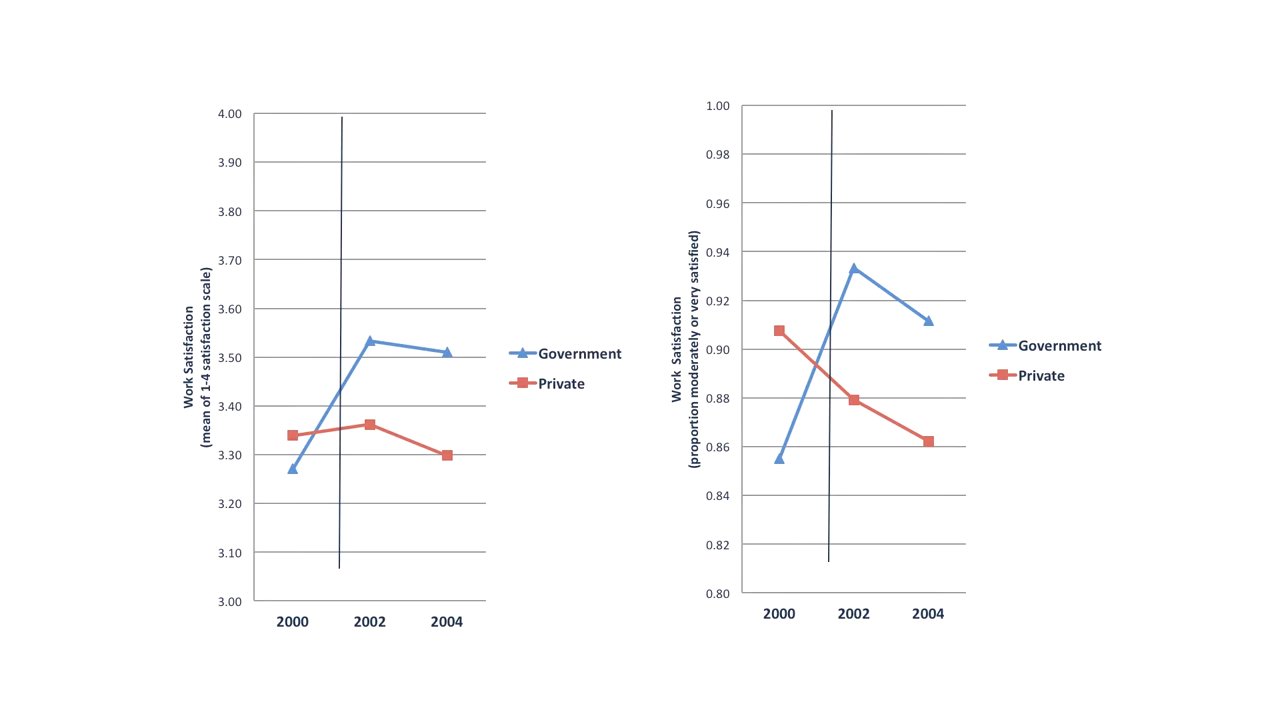 Work Satisfaction
(mean of 1-4 satisfaction scale)
4.00
3.90
3.80
3.70
3.60
3.50
3.40
3.30
3.20
3.10
3.00
2000 2002 2004
Government
Private
Work Satisfaction
(proportion moderately or very satisfied)
1.00
0.98
0.96
0.94
0.92
0.90
0.88
0.86
0.84
0.82
0.80
2000 2002 2004
Government
Private